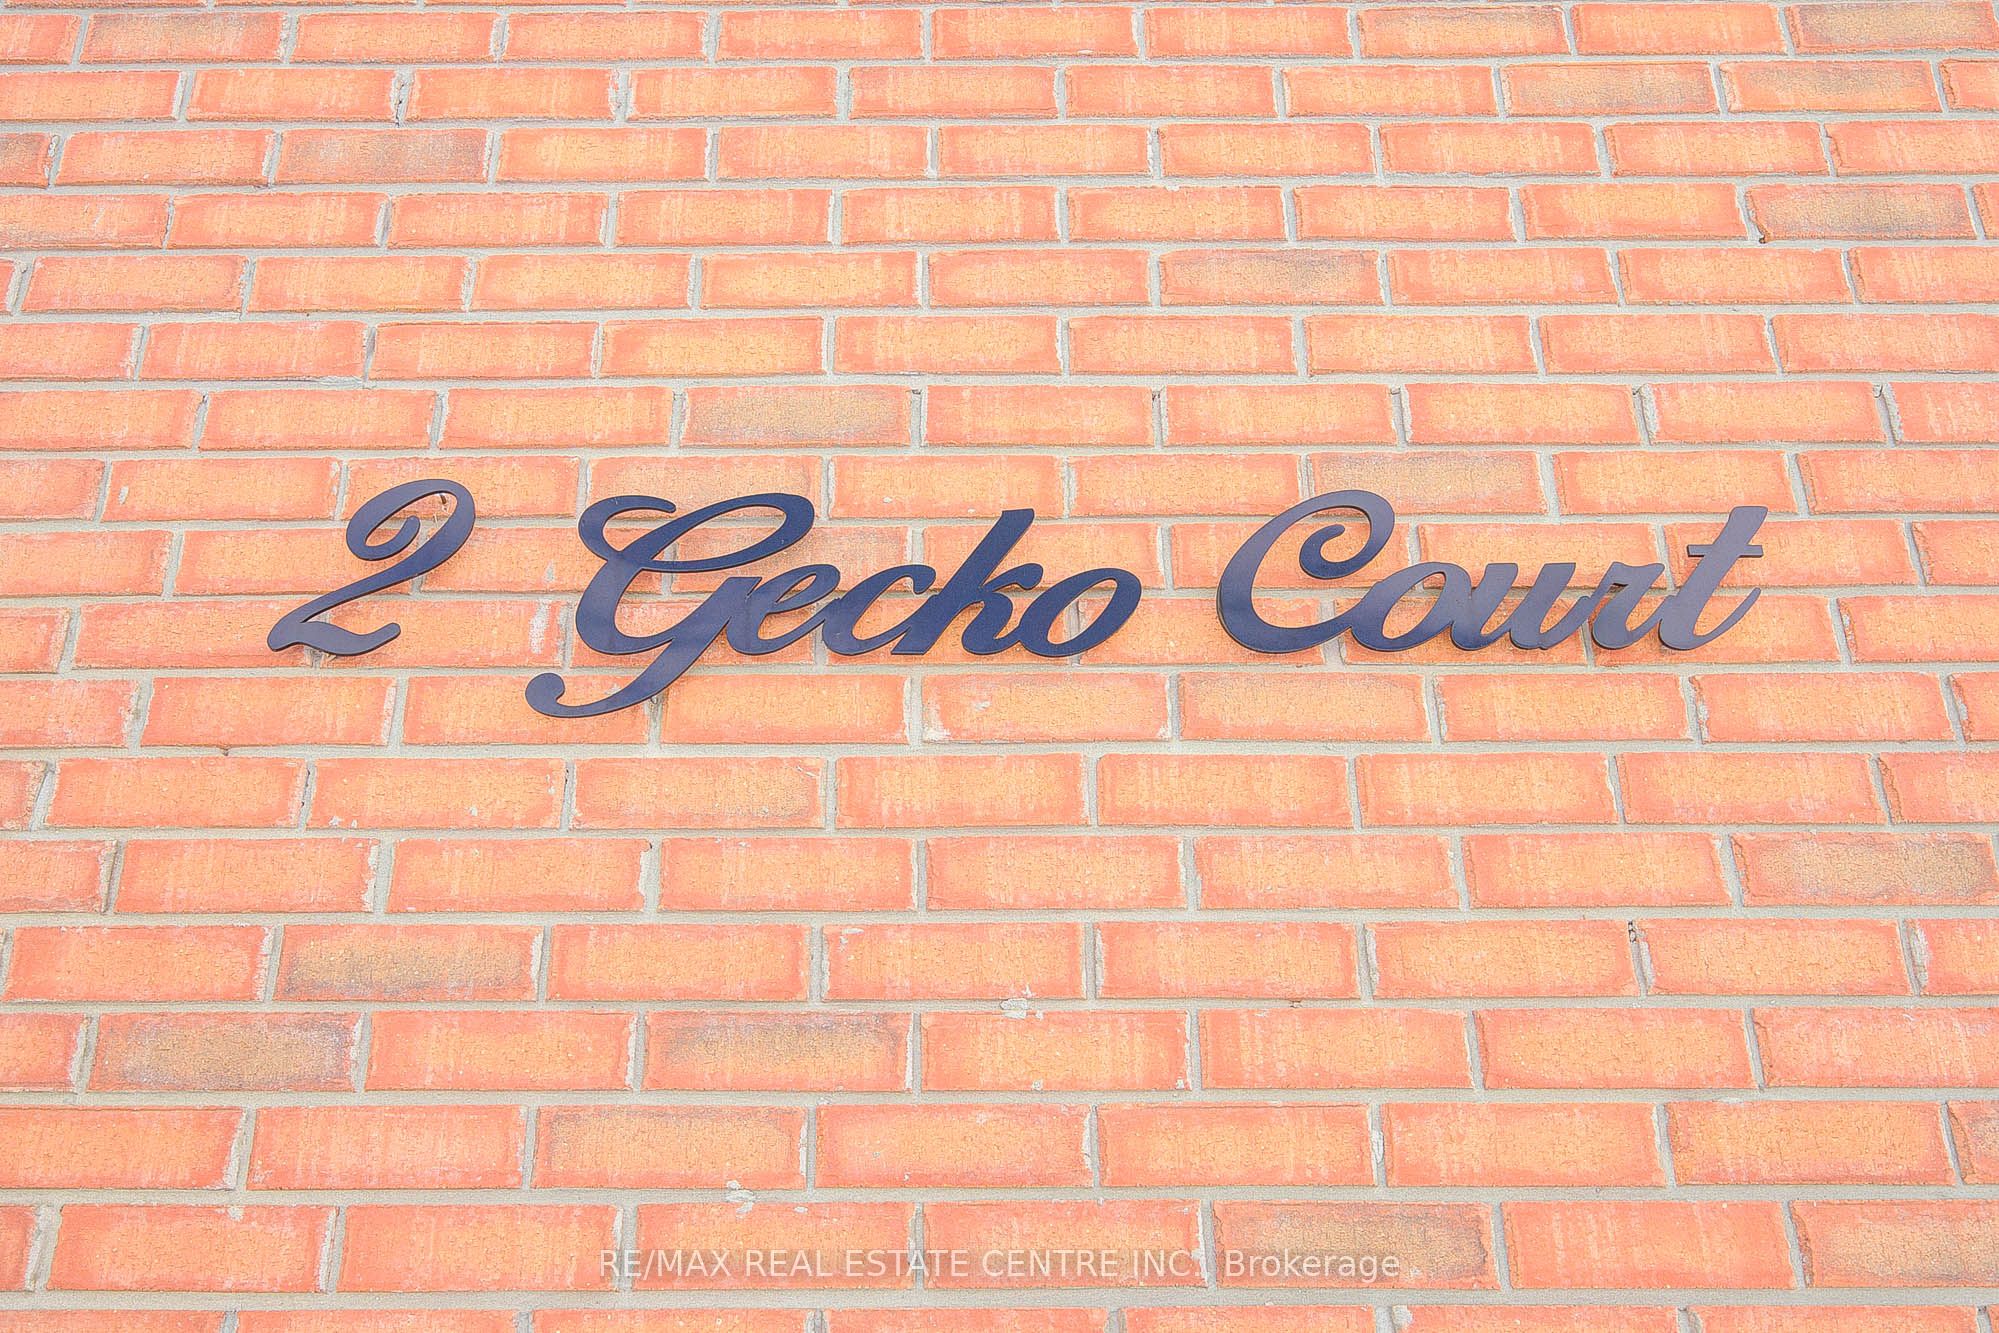 2 Gecko Court
RE/MAX REAL ESTATE CENTRE INC., Brokerage